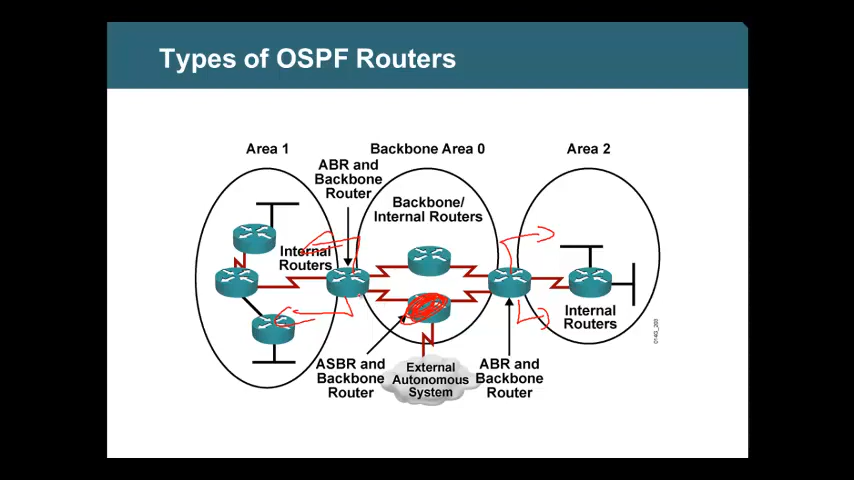 Types of OSPF Routers
Area 1
Backbone Area 0
Area 2
ABR and
Backbone
Router
Backbone/
Internal Routers
Internal
Routers
Internal
Routers
ASBR and
Backbone
Router
External
Autonomous
System
ABR and
Backbone
Router